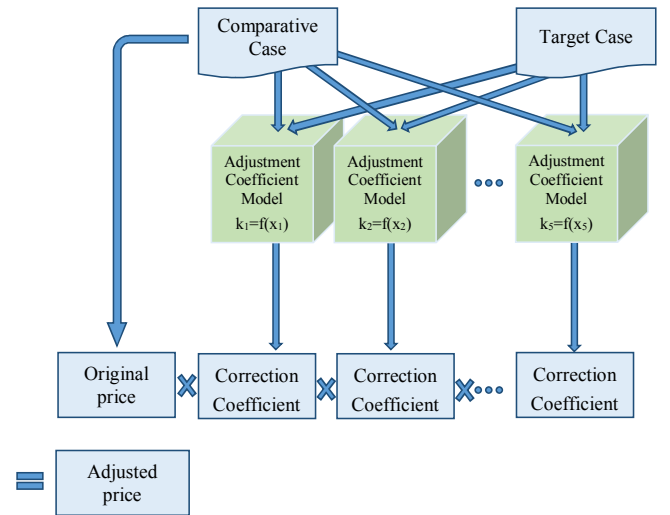 Comparative
Case
Target Case
Adjustment
Coefficient
Model
k₁=f(x₁)
Adjustment
Coefficient
Model
k₂=f(x₂)
Adjustment
Coefficient
Model
k₅=f(x₅)
Original
price
Correction
Coefficient
Correction
Coefficient
Correction
Coefficient
Adjusted
price